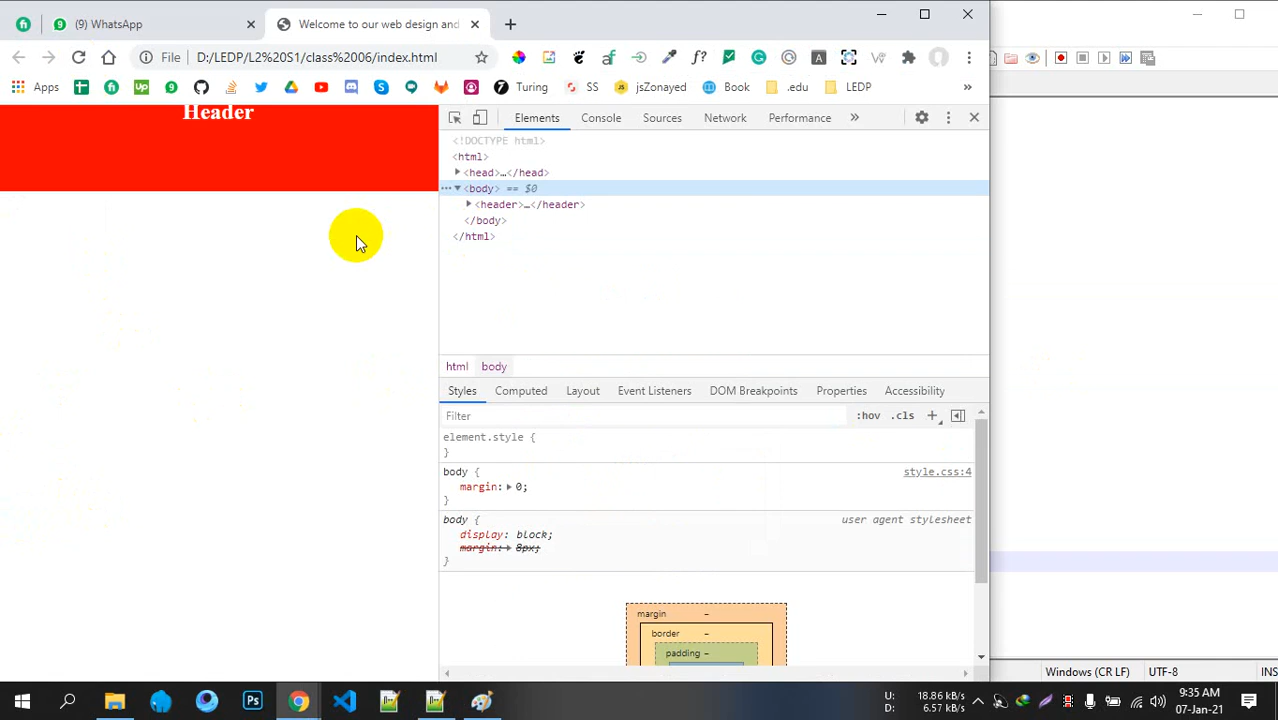 (9) WhatsApp
Welcome to our web design and
File D:/LEDP/L2%20S1/class%2006/index.html
Apps Turing SS jsZonayed Book .edu LEDP »
Header
Elements Console Sources Network Performance »
<!DOCTYPE html>
<html>
<head>…</head>
<body> == $0
<header>…</header>
</body>
</html>
html body
Styles Computed Layout Event Listeners DOM Breakpoints Properties Accessibility
Filter :hov .cls +
element.style {
}
body { style.css:4
margin: 0;
}
body { user agent stylesheet
display: block;
margin: 8px;
}
margin –
border –
padding –
Windows (CR LF) UTF-8 INS
U: 18.86 kB/s
D: 6.57 kB/s
9:35 AM
07-Jan-21